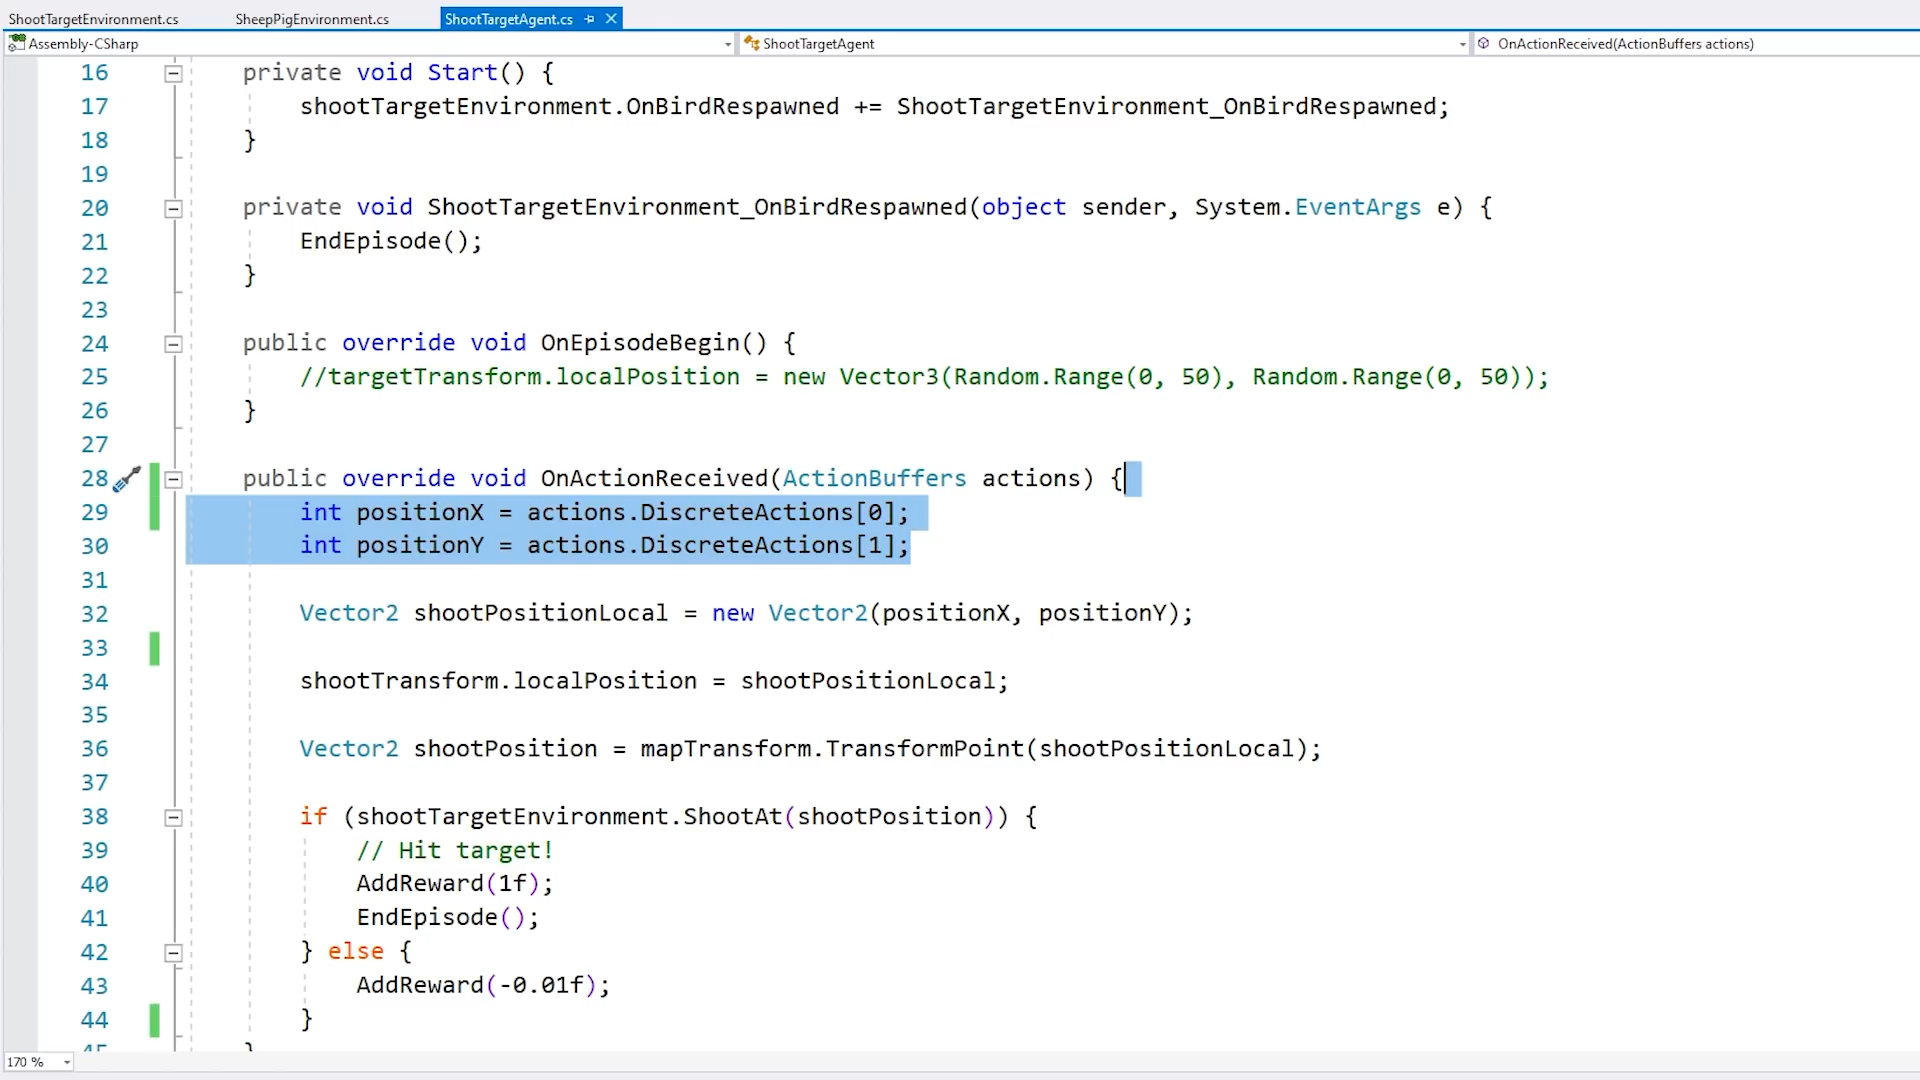 ShootTargetEnvironment.cs SheepPigEnvironment.cs ShootTargetAgent.cs
Assembly-CSharp ShootTargetAgent OnActionReceived(ActionBuffers actions)
16 private void Start() {
17 shootTargetEnvironment.OnBirdRespawned += ShootTargetEnvironment_OnBirdRespawned;
18 }
19
20 private void ShootTargetEnvironment_OnBirdRespawned(object sender, System.EventArgs e) {
21 EndEpisode();
22 }
23
24 public override void OnEpisodeBegin() {
25 //targetTransform.localPosition = new Vector3(Random.Range(0, 50), Random.Range(0, 50));
26 }
27
28 public override void OnActionReceived(ActionBuffers actions) {
29 int positionX = actions.DiscreteActions[0];
30 int positionY = actions.DiscreteActions[1];
31
32 Vector2 shootPositionLocal = new Vector2(positionX, positionY);
33
34 shootTransform.localPosition = shootPositionLocal;
35
36 Vector2 shootPosition = mapTransform.TransformPoint(shootPositionLocal);
37
38 if (shootTargetEnvironment.ShootAt(shootPosition)) {
39 // Hit target!
40 AddReward(1f);
41 EndEpisode();
42 } else {
43 AddReward(-0.01f);
44 }
45 }
170 %